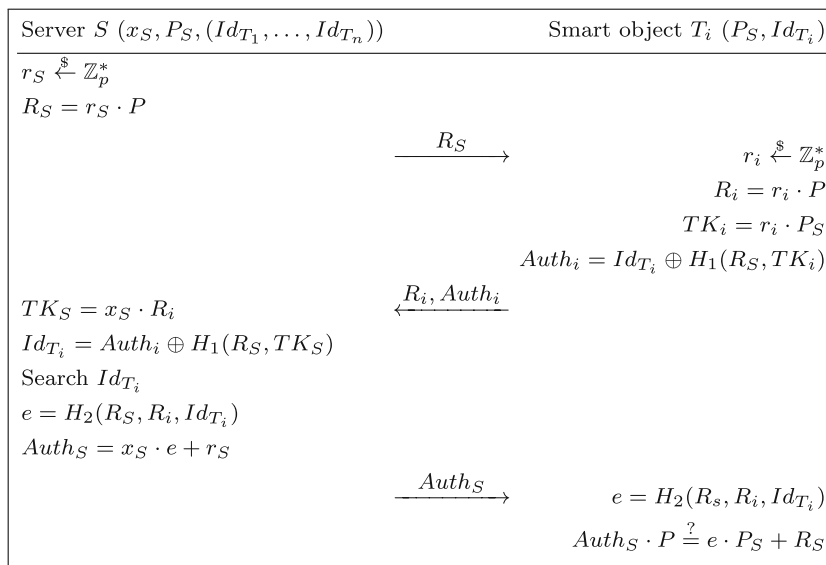 Server S (x_S, P_S, (Id_{T_1}, . . . , Id_{T_n})) Smart object T_i (P_S, Id_{T_i})
r_S ←$ ℤ*_p
R_S = r_S · P
R_S
r_i ←$ ℤ*_p
R_i = r_i · P
TK_i = r_i · P_S
Auth_i = Id_{T_i} ⊕ H_1(R_S, TK_i)
R_i, Auth_i
TK_S = x_S · R_i
Id_{T_i} = Auth_i ⊕ H_1(R_S, TK_S)
Search Id_{T_i}
e = H_2(R_S, R_i, Id_{T_i})
Auth_S = x_S · e + r_S
Auth_S
e = H_2(R_s, R_i, Id_{T_i})
Auth_S · P ≟ e · P_S + R_S